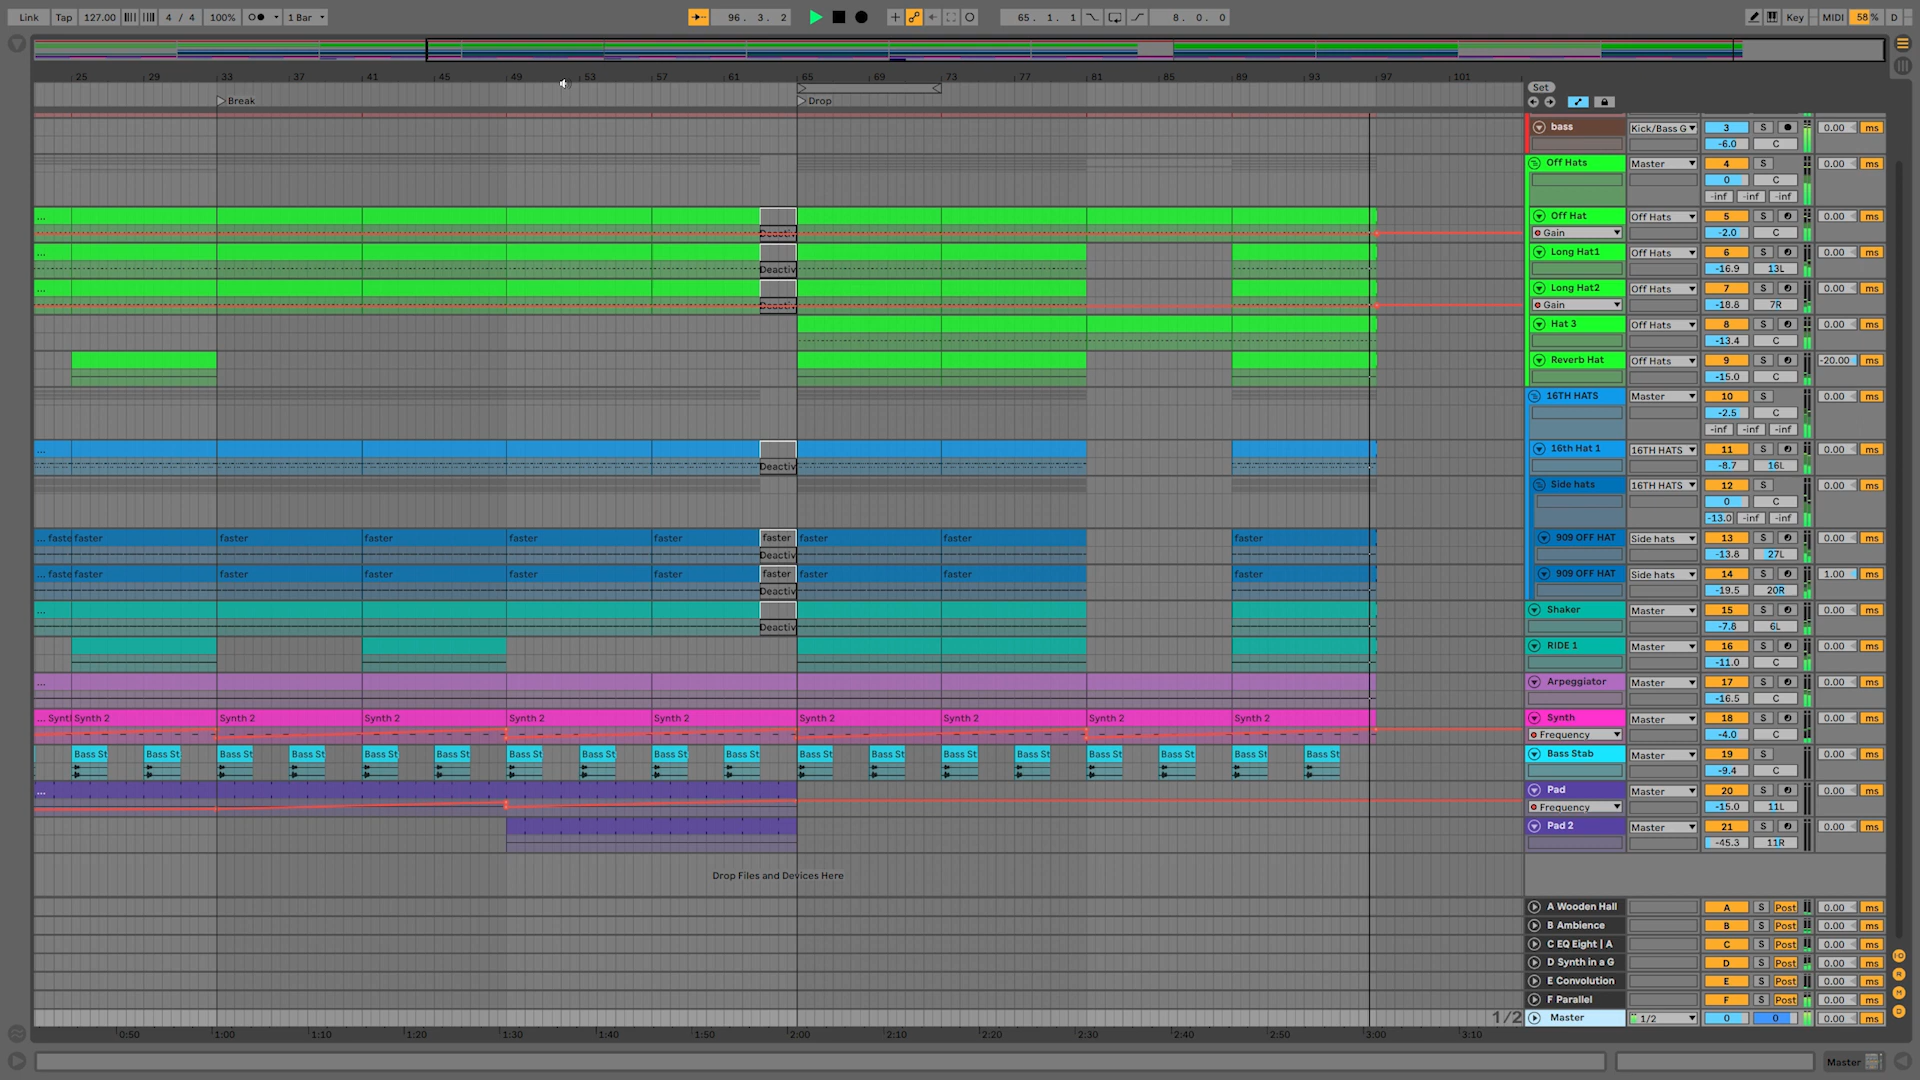 Link Tap 127.00 4 / 4 100% 1 Bar 96. 3. 2 65. 1. 1 8. 0. 0 Key MIDI 58 % D
25 29 33 37 41 45 49 53 57 61 65 69 73 77 81 85 89 93 97 101
Set
Break Drop
bass Kick/Bass G 3 S 0.00 ms
-6.0 C
Off Hats Master 4 S 0.00 ms
0 C
-inf -inf -inf
... Off Hat Off Hats 5 S 0.00 ms
Deactiv Gain -2.0 C
... Long Hat1 Off Hats 6 S 0.00 ms
Deactiv -16.9 13L
... Long Hat2 Off Hats 7 S 0.00 ms
Deactiv Gain -18.8 7R
Hat 3 Off Hats 8 S 0.00 ms
-13.4 C
Reverb Hat Off Hats 9 S -20.00 ms
-15.0 C
16TH HATS Master 10 S 0.00 ms
-2.5 C
-inf -inf -inf
... 16th Hat 1 16TH HATS 11 S 0.00 ms
Deactiv -8.7 16L
Side hats 16TH HATS 12 S 0.00 ms
0 C
-13.0 -inf -inf
... faste faster faster faster faster faster faster faster faster faster 909 OFF HAT Side hats 13 S 0.00 ms
Deactiv -13.8 27L
... faste faster faster faster faster faster faster faster faster faster 909 OFF HAT Side hats 14 S 1.00 ms
Deactiv -19.5 20R
... Shaker Master 15 S 0.00 ms
Deactiv -7.8 6L
RIDE 1 Master 16 S 0.00 ms
-11.0 C
... Arpeggiator Master 17 S 0.00 ms
-16.5 C
... Synt Synth 2 Synth 2 Synth 2 Synth 2 Synth 2 Synth 2 Synth 2 Synth 2 Synth 2 Synth Master 18 S 0.00 ms
Frequency -4.0 C
Bass St Bass St Bass St Bass St Bass St Bass St Bass St Bass St Bass St Bass St Bass St Bass St Bass St Bass St Bass St Bass St Bass St Bass St Bass Stab Master 19 S 0.00 ms
-9.4 C
... Pad Master 20 S 0.00 ms
Frequency -15.0 11L
Pad 2 Master 21 S 0.00 ms
-45.3 11R
Drop Files and Devices Here
A Wooden Hall A S Post 0.00 ms
B Ambience B S Post 0.00 ms
C EQ Eight | A C S Post 0.00 ms
D Synth in a G D S Post 0.00 ms
E Convolution E S Post 0.00 ms
F Parallel F S Post 0.00 ms
1/2 Master 1/2 0 0 0.00 ms
0:50 1:00 1:10 1:20 1:30 1:40 1:50 2:00 2:10 2:20 2:30 2:40 2:50 3:00 3:10
Master